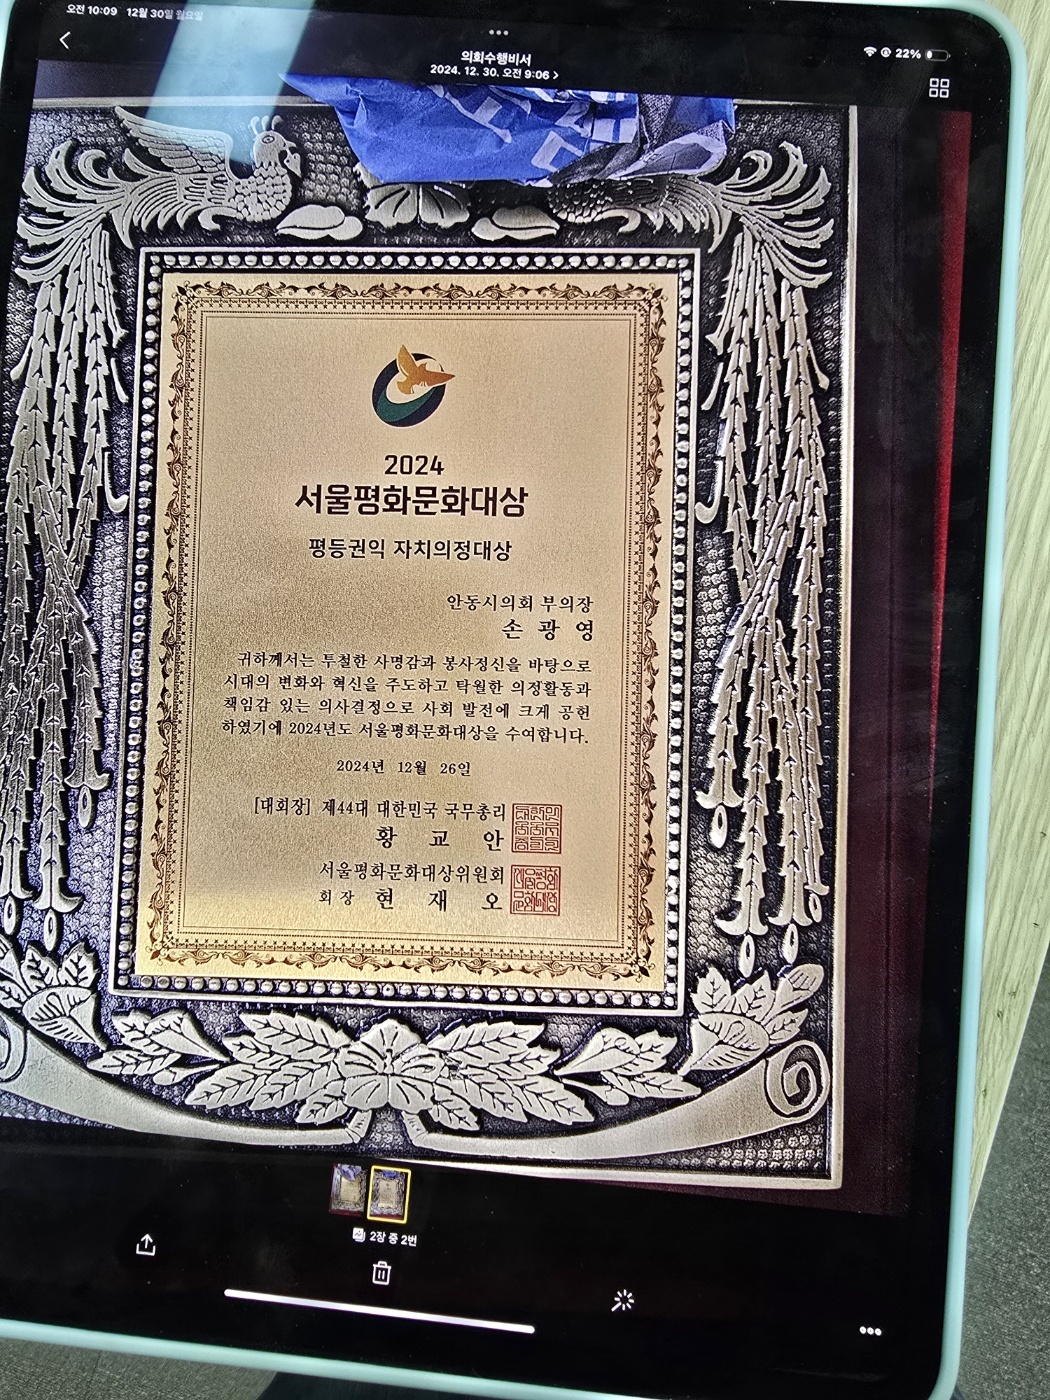 오전 10:09 12월 30일 월요일
22%
의회수행비서
2024. 12. 30. 오전 9:06 >
2024
서울평화문화대상
평등권익 자치의정대상
안동시의회 부의장
손 광 영
귀하께서는 투철한 사명감과 봉사정신을 바탕으로
시대의 변화와 혁신을 주도하고 탁월한 의정활동과
책임감 있는 의사결정으로 사회 발전에 크게 공헌
하였기에 2024년도 서울평화문화대상을 수여합니다.
2024년 12월 26일
[대회장] 제44대 대한민국 국무총리
황 교 안
서울평화문화대상위원회
회장 현 재 오
2장 중 2번